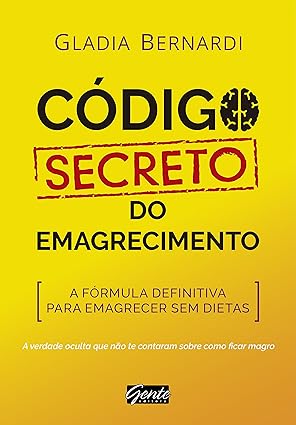 GLADIA BERNARDI
CÓDIGO
SECRETO
DO
EMAGRECIMENTO
A FÓRMULA DEFINITIVA
PARA EMAGRECER SEM DIETAS
A verdade oculta que não te contaram sobre como ficar magro
Gente
editora